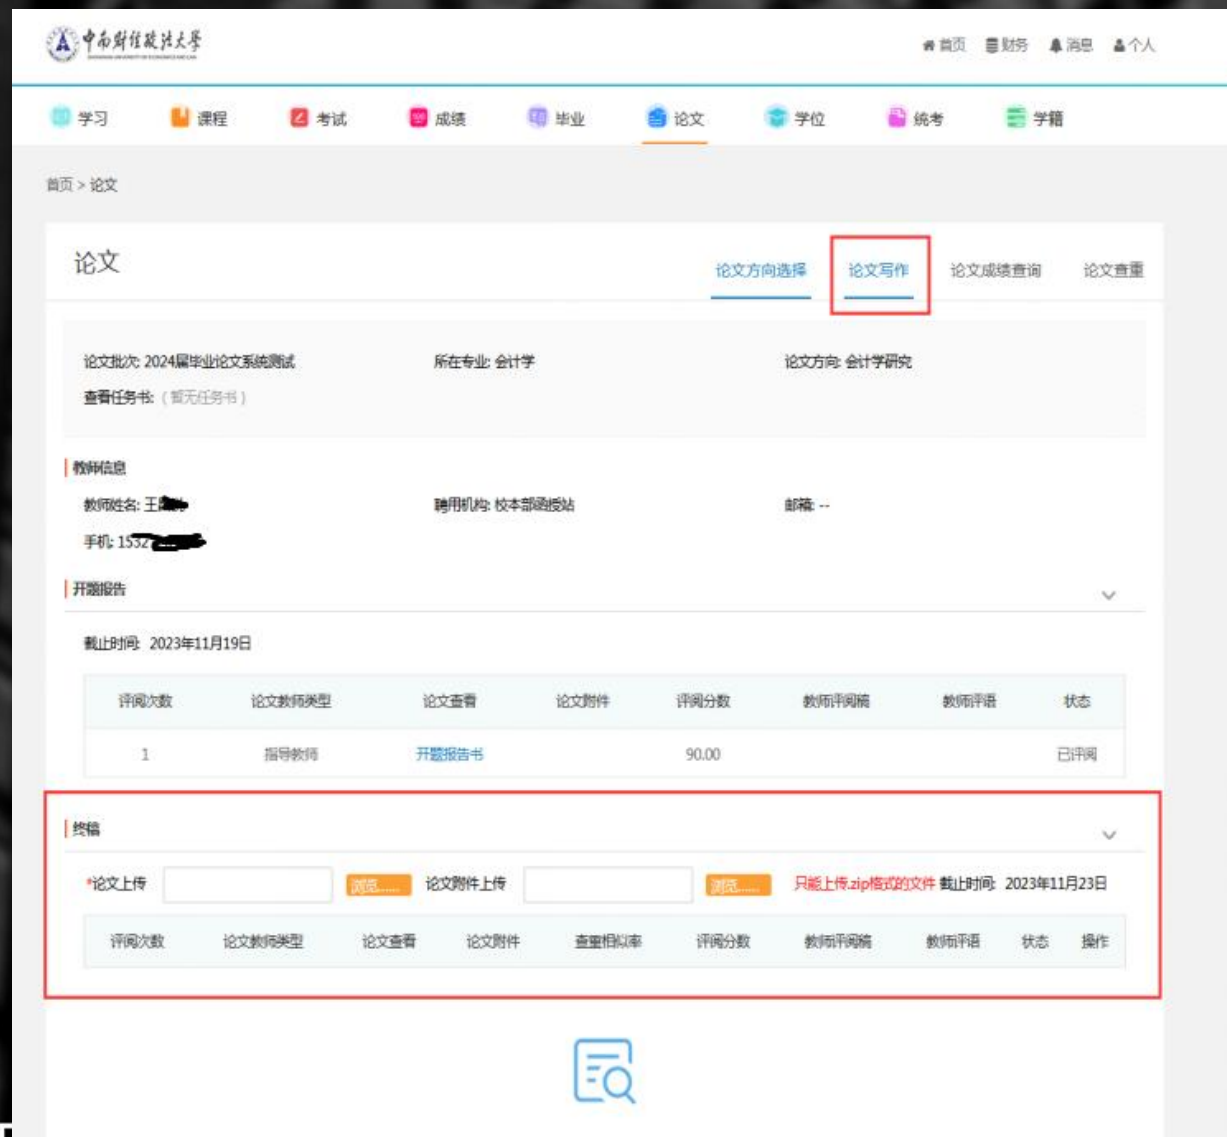 中南财经政法大学
首页 财务 消息 个人
学习 课程 考试 成绩 毕业 论文 学位 统考 学籍
首页 > 论文
论文
论文方向选择 论文写作 论文成绩查询 论文查重
论文批次: 2024届毕业论文系统测试 所在专业: 会计学 论文方向: 会计学研究
查看任务书: (暂无任务书)
教师信息
教师姓名: 王 聘用机构: 校本部函授站 邮箱: --
手机: 1532
开题报告
截止时间: 2023年11月19日
评阅次数 论文教师类型 论文查看 论文附件 评阅分数 教师评阅稿 教师评语 状态
1 指导教师 开题报告书 90.00 已评阅
终稿
*论文上传 浏览...... 论文附件上传 浏览...... 只能上传.zip格式的文件 截止时间: 2023年11月23日
评阅次数 论文教师类型 论文查看 论文附件 查重相似率 评阅分数 教师评阅稿 教师评语 状态 操作